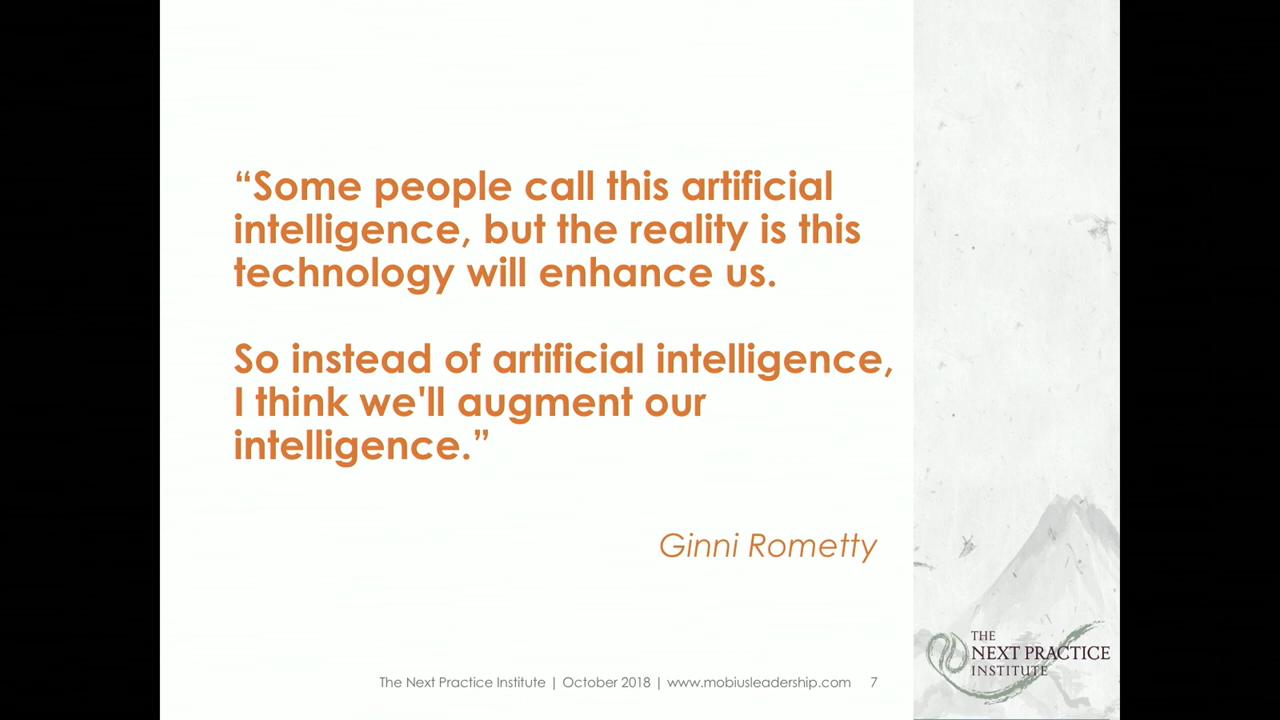 “Some people call this artificial
intelligence, but the reality is this
technology will enhance us.
So instead of artificial intelligence,
I think we'll augment our
intelligence.”
Ginni Rometty
The Next Practice Institute | October 2018 | www.mobiusleadership.com 7
THE
NEXT PRACTICE
INSTITUTE